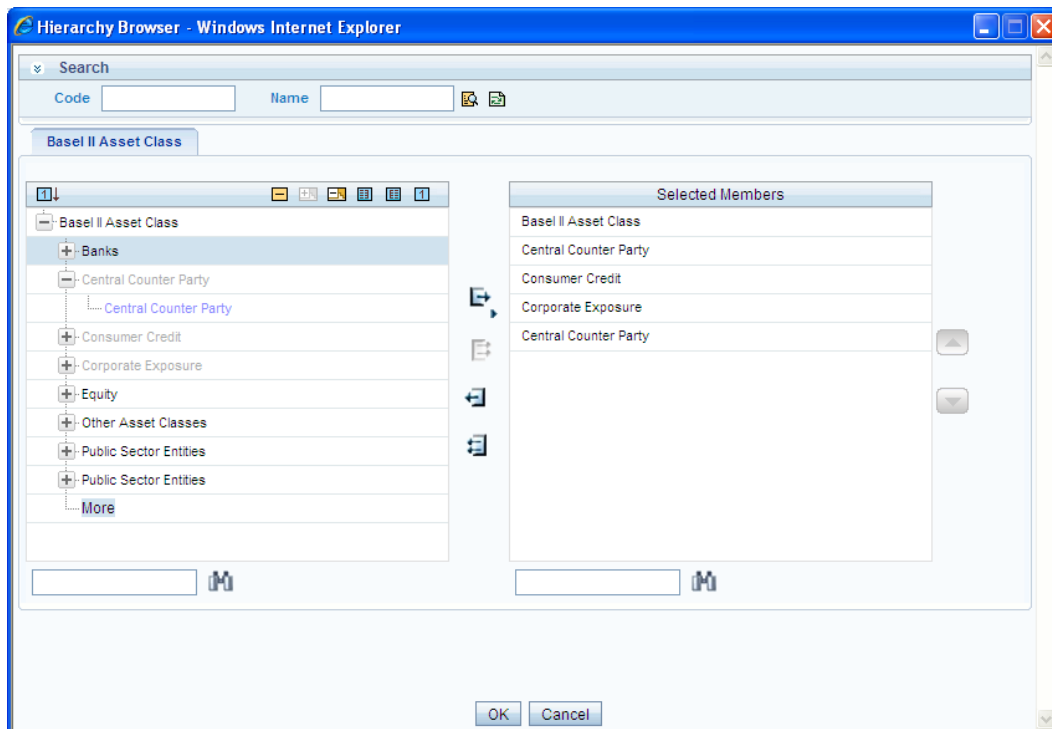 Hierarchy Browser - Windows Internet Explorer
Search
Code Name
Basel II Asset Class
1 1
Basel II Asset Class
Banks
Central Counter Party
Central Counter Party
Consumer Credit
Corporate Exposure
Equity
Other Asset Classes
Public Sector Entities
Public Sector Entities
More
Selected Members
Basel II Asset Class
Central Counter Party
Consumer Credit
Corporate Exposure
Central Counter Party
OK Cancel